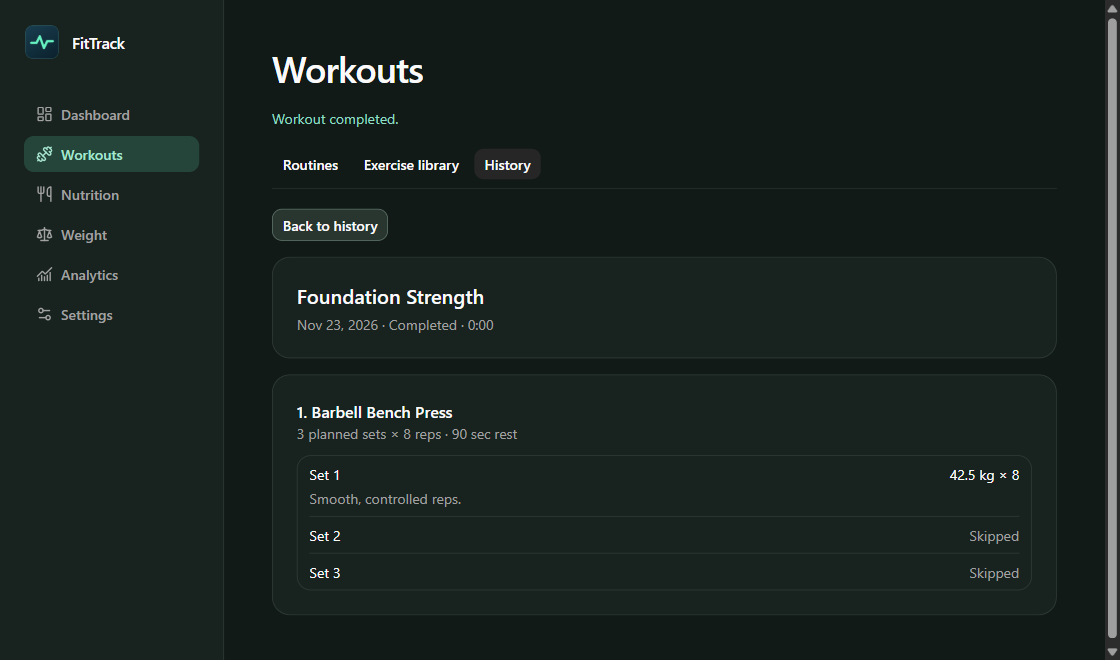 FitTrack
Dashboard
Workouts
Nutrition
Weight
Analytics
Settings
Workouts
Workout completed.
Routines Exercise library History
Back to history
Foundation Strength
Nov 23, 2026 · Completed · 0:00
1. Barbell Bench Press
3 planned sets × 8 reps · 90 sec rest
Set 1 42.5 kg × 8
Smooth, controlled reps.
Set 2 Skipped
Set 3 Skipped